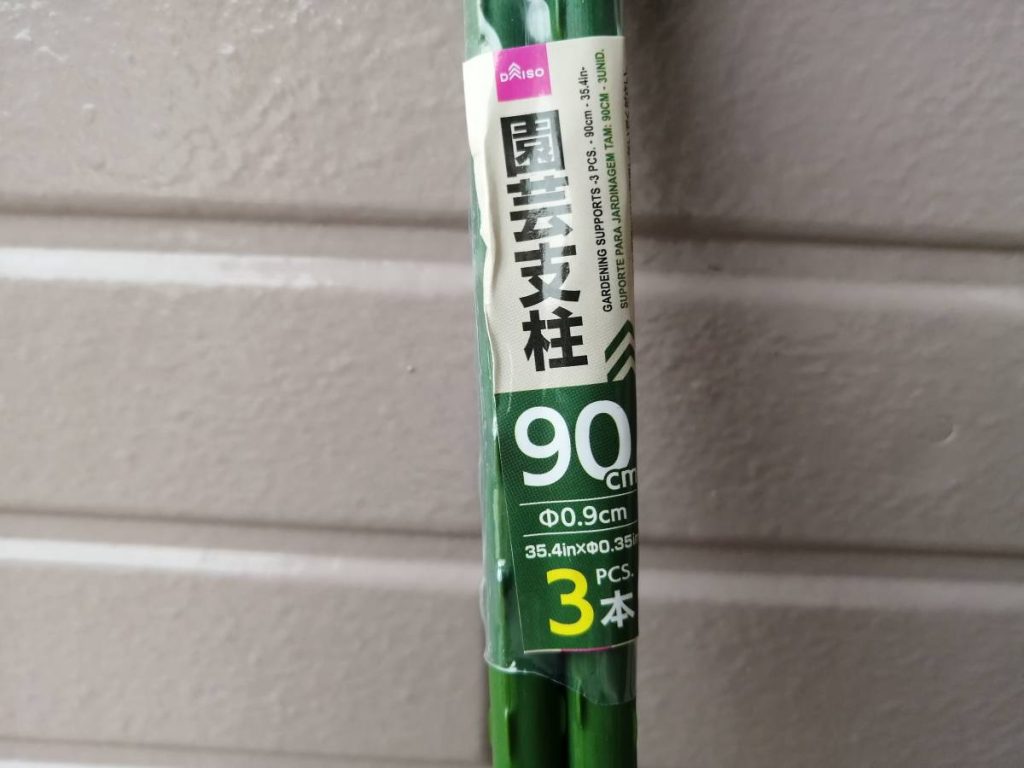 DAISO
園芸支柱
GARDENING SUPPORTS -3 PCS. - 90cm - 35.4in-
SUPORTE PARA JARDINAGEM TAM: 90CM - 3UNID.
90cm
Φ0.9cm
35.4in×Φ0.35in
3 PCS.
本